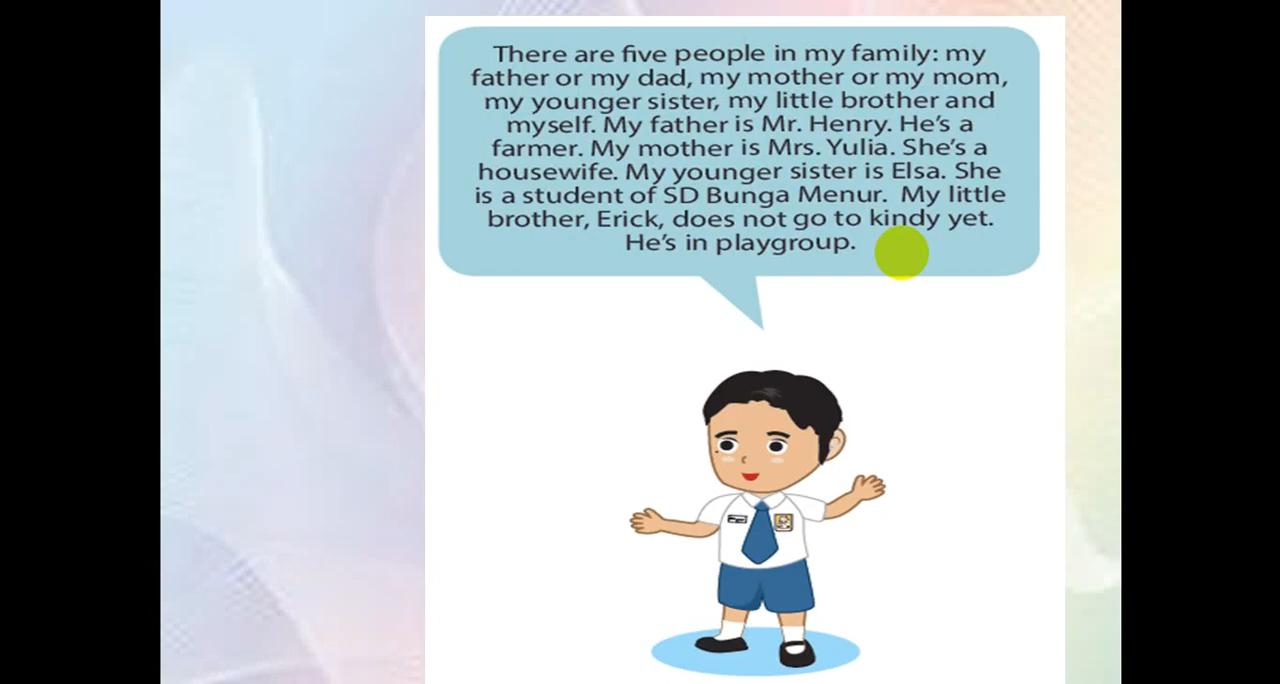 There are five people in my family: my
father or my dad, my mother or my mom,
my younger sister, my little brother and
myself. My father is Mr. Henry. He's a
farmer. My mother is Mrs. Yulia. She's a
housewife. My younger sister is Elsa. She
is a student of SD Bunga Menur. My little
brother, Erick, does not go to kindy yet.
He's in playgroup.